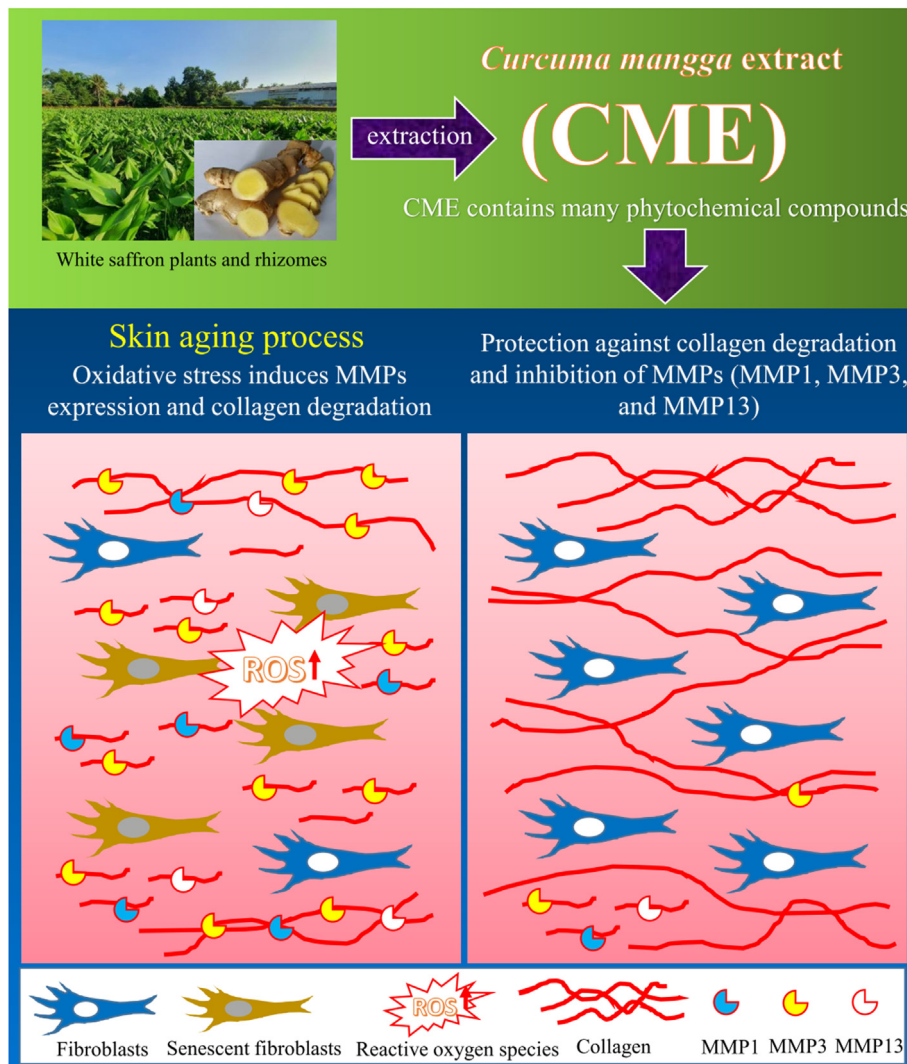 Curcuma mangga extract
extraction
(CME)
CME contains many phytochemical compounds
White saffron plants and rhizomes
Skin aging process
Oxidative stress induces MMPs
expression and collagen degradation
Protection against collagen degradation
and inhibition of MMPs (MMP1, MMP3,
and MMP13)
ROS
ROS
Fibroblasts
Senescent fibroblasts
Reactive oxygen species
Collagen
MMP1
MMP3
MMP13